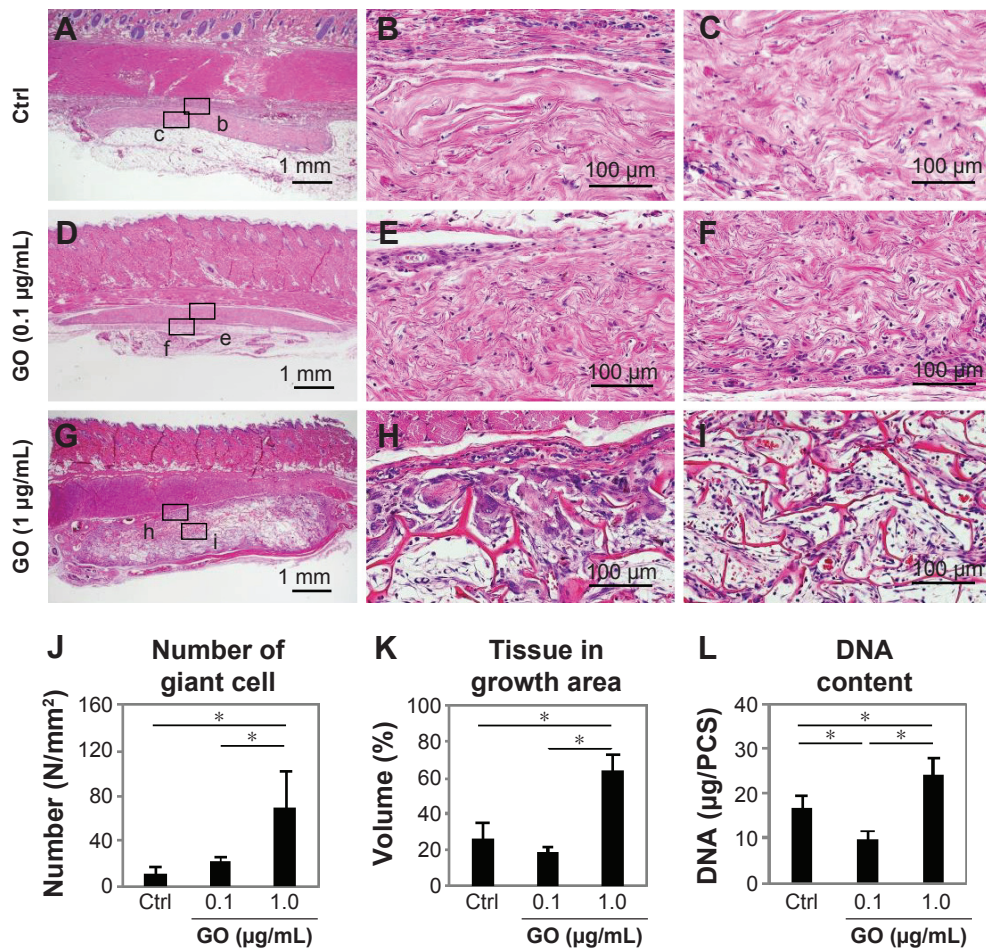 A
B
C
Ctrl
c
b
1 mm
100 µm
100 µm
D
E
F
GO (0.1 µg/mL)
f
e
1 mm
100 µm
100 µm
G
H
I
GO (1 µg/mL)
h
i
1 mm
100 µm
100 µm
J
Number of
giant cell
Number (N/mm²)
160
120
80
40
0
*
*
Ctrl
0.1
1.0
GO (µg/mL)
K
Tissue in
growth area
Volume (%)
100
80
60
40
20
0
*
*
Ctrl
0.1
1.0
GO (µg/mL)
L
DNA
content
DNA (µg/PCS)
40
30
20
10
0
*
*
*
Ctrl
0.1
1.0
GO (µg/mL)